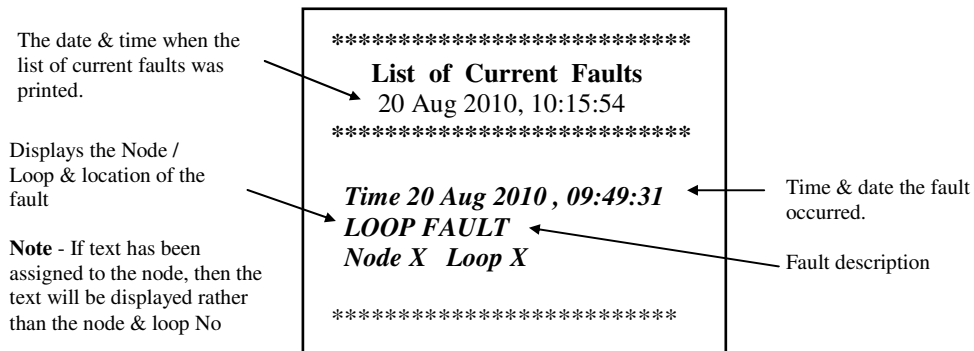 The date & time when the
list of current faults was
printed.
Displays the Node /
Loop & location of the
fault
Note - If text has been
assigned to the node, then the
text will be displayed rather
than the node & loop No
***************************
List of Current Faults
20 Aug 2010, 10:15:54
***************************
Time 20 Aug 2010 , 09:49:31
LOOP FAULT
Node X Loop X
**************************
Time & date the fault
occurred.
Fault description